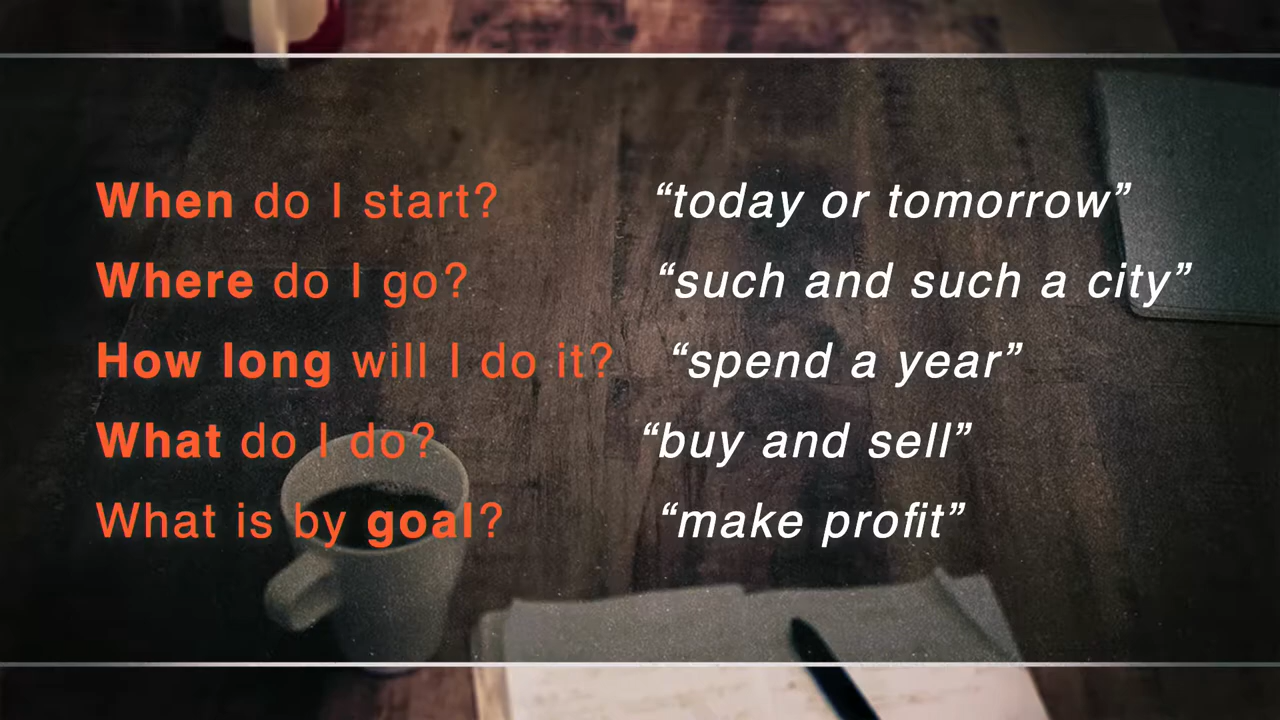 When do I start? “today or tomorrow”
Where do I go? “such and such a city”
How long will I do it? “spend a year”
What do I do? “buy and sell”
What is by goal? “make profit”